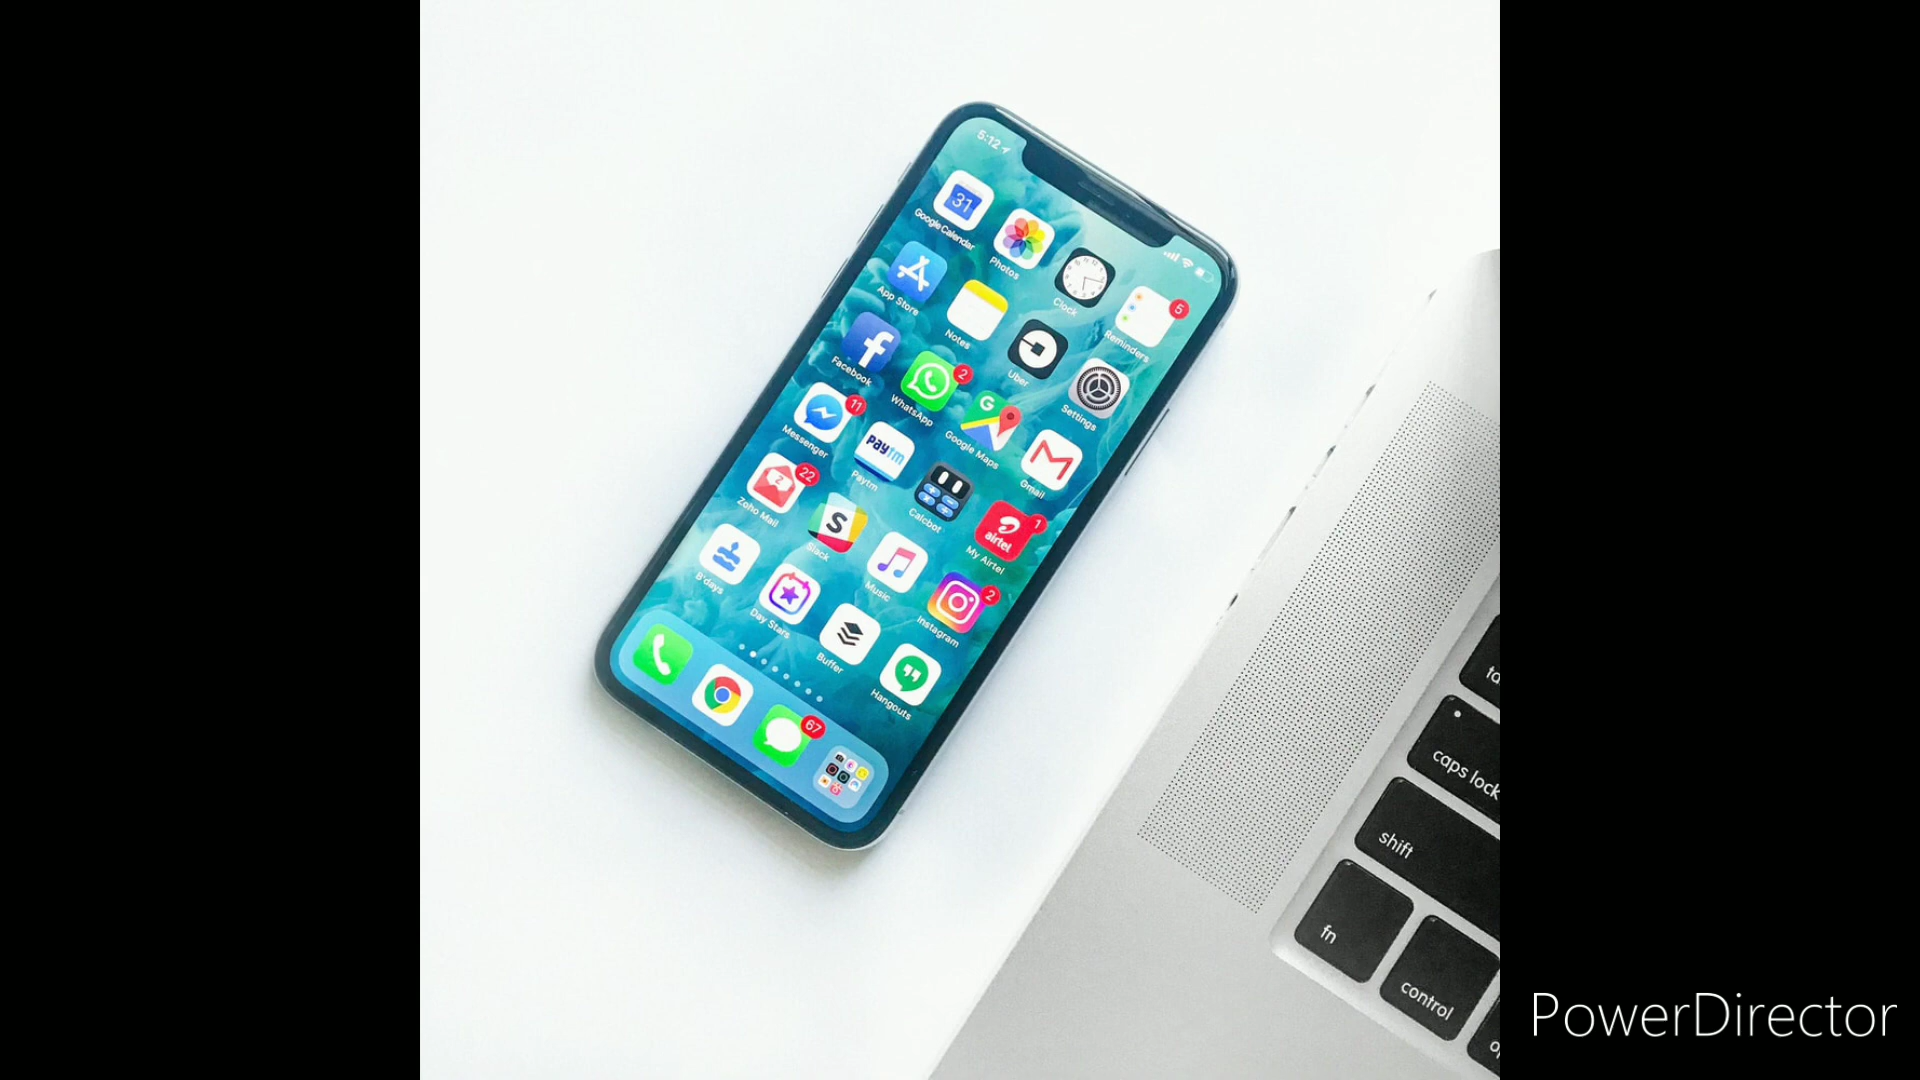 5:12
31
Google Calendar
Photos
Clock
5
Reminders
App Store
Notes
Uber
Settings
f
Facebook
2
WhatsApp
G
Google Maps
Gmail
11
Messenger
Paytm
Paytm
Calcbot
airtel
1
My Airtel
22
Zoho Mail
S
Slack
Music
2
Instagram
B'days
Day Stars
Buffer
Hangouts
67
caps lock
shift
fn
control
PowerDirector